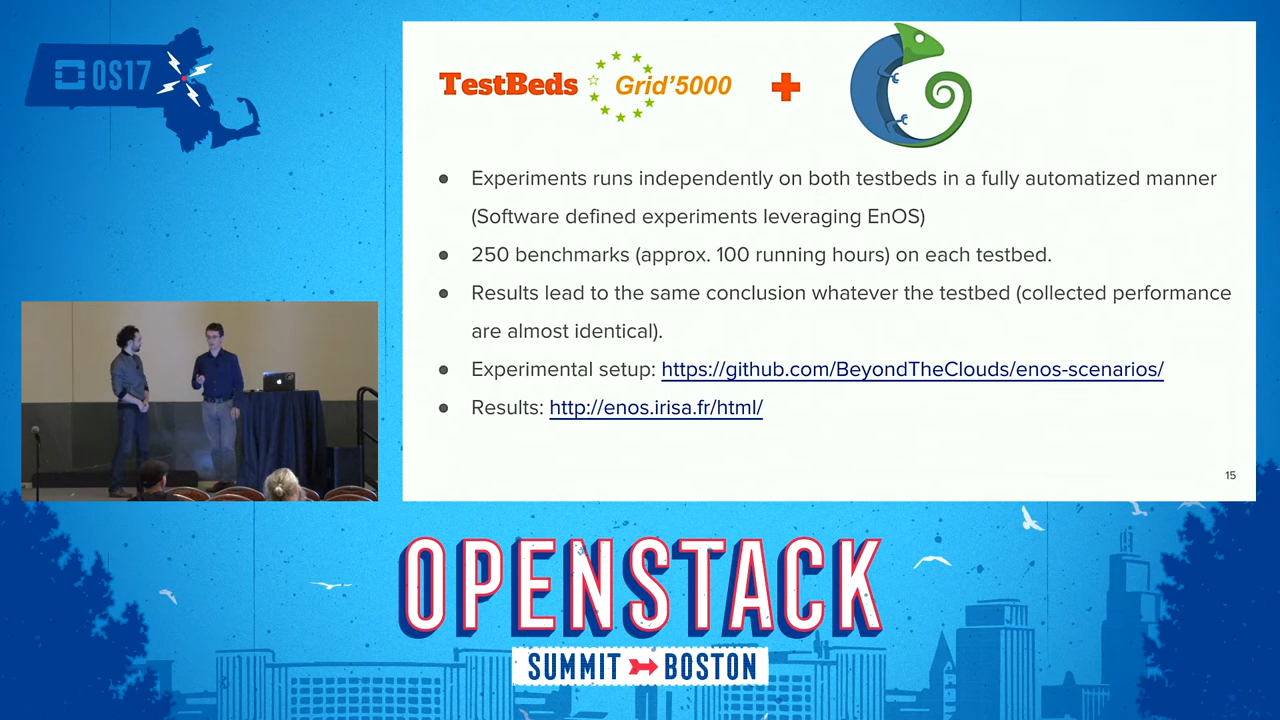 OS17
TestBeds Grid'5000 +
● Experiments runs independently on both testbeds in a fully automatized manner
(Software defined experiments leveraging EnOS)
● 250 benchmarks (approx. 100 running hours) on each testbed.
● Results lead to the same conclusion whatever the testbed (collected performance
are almost identical).
● Experimental setup: https://github.com/BeyondTheClouds/enos-scenarios/
● Results: http://enos.irisa.fr/html/
15
OPENSTACK
SUMMIT BOSTON